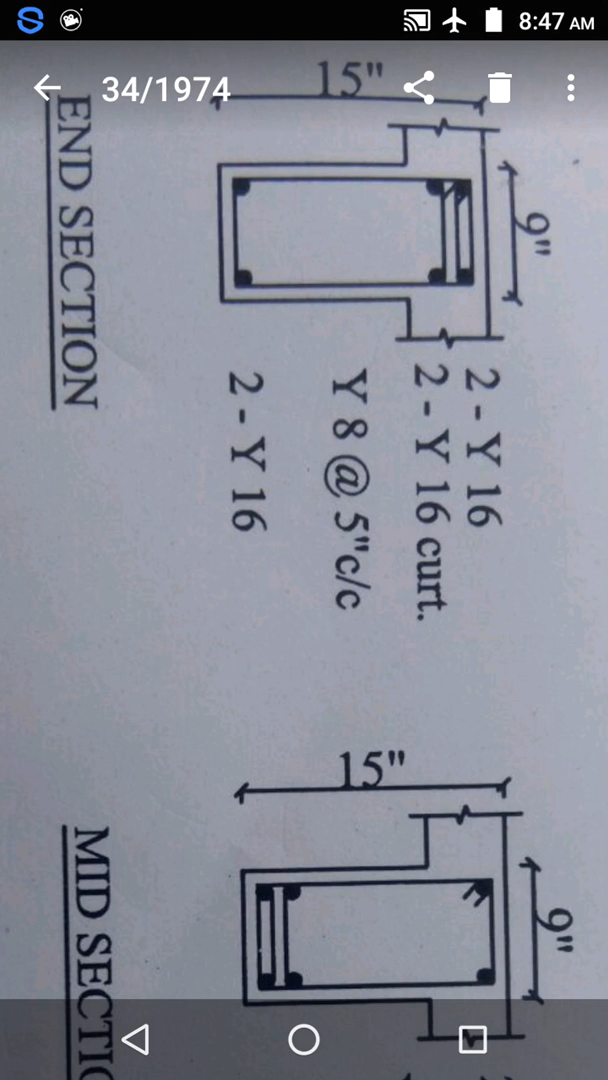 8:47 AM
34/1974
15"
9"
2 - Y 16
2 - Y 16 curt.
Y 8 @ 5"c/c
2 - Y 16
END SECTION
15"
9"
MID SECTIO